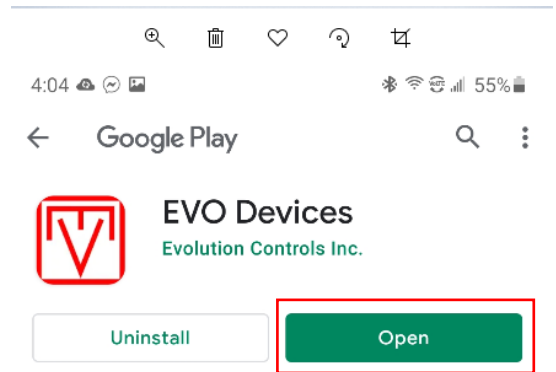 4:04 55%
Google Play
EVO Devices
Evolution Controls Inc.
Uninstall Open